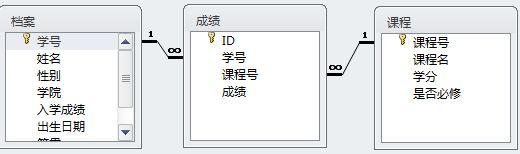 档案
学号
姓名
性别
学院
入学成绩
出生日期
1
∞
成绩
ID
学号
课程号
成绩
∞
1
课程
课程号
课程名
学分
是否必修